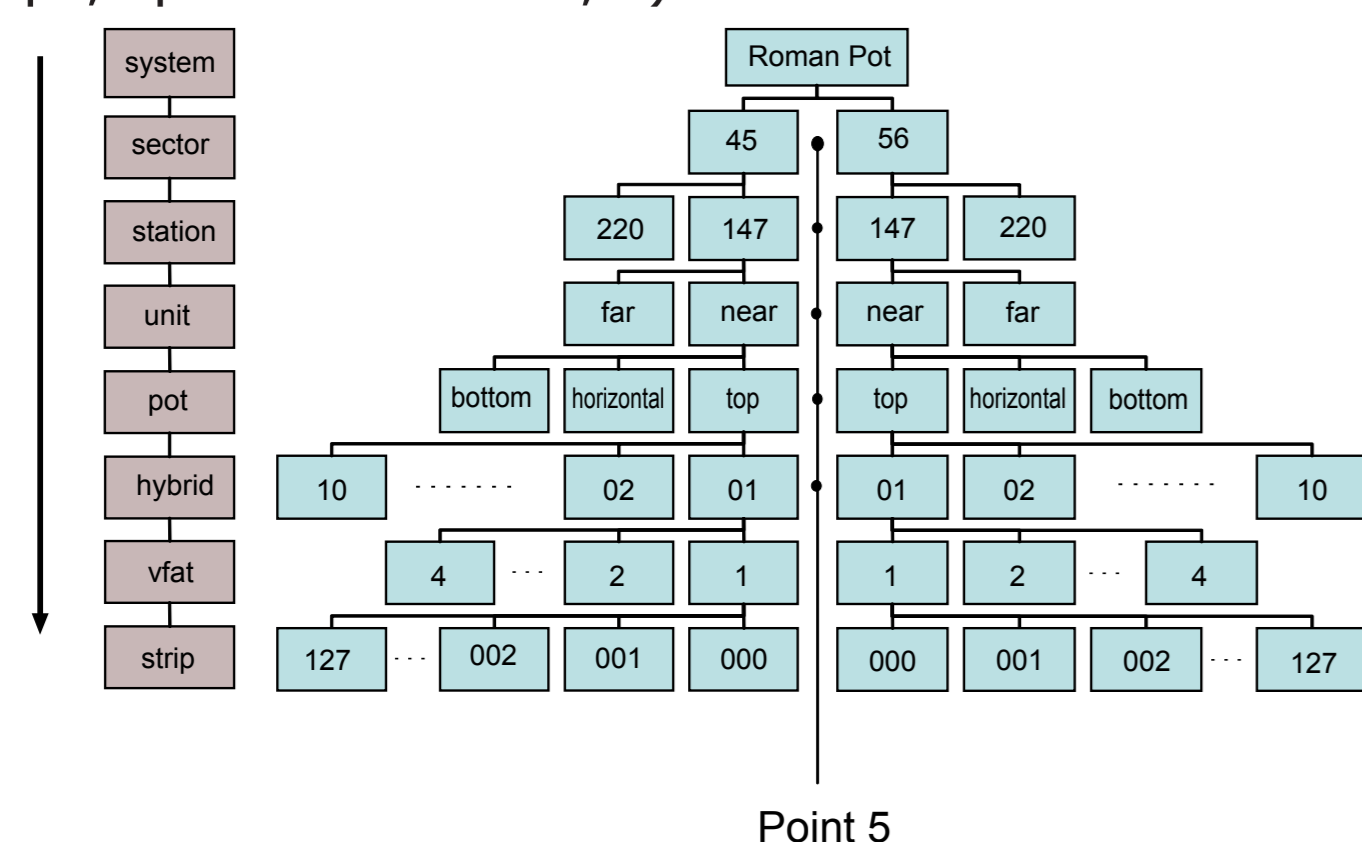 system Roman Pot
sector 45 56
station 220 147 147 220
unit far near near far
pot bottom horizontal top top horizontal bottom
hybrid 10 ....... 02 01 01 02 ....... 10
vfat 4 ... 2 1 1 2 ... 4
strip 127 ... 002 001 000 000 001 002 ... 127
Point 5